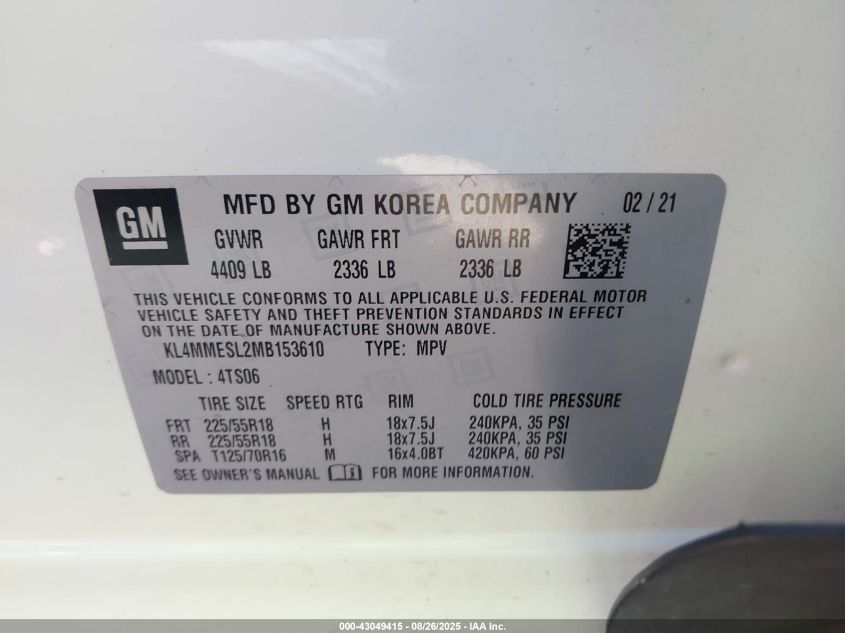 GM MFD BY GM KOREA COMPANY 02 / 21
GVWR GAWR FRT GAWR RR
4409 LB 2336 LB 2336 LB
THIS VEHICLE CONFORMS TO ALL APPLICABLE U.S. FEDERAL MOTOR
VEHICLE SAFETY AND THEFT PREVENTION STANDARDS IN EFFECT
ON THE DATE OF MANUFACTURE SHOWN ABOVE.
KL4MMESL2MB153610 TYPE: MPV
MODEL : 4TS06
TIRE SIZE SPEED RTG RIM COLD TIRE PRESSURE
FRT 225/55R18 H 18x7.5J 240KPA, 35 PSI
RR 225/55R18 H 18x7.5J 240KPA, 35 PSI
SPA T125/70R16 M 16x4.0BT 420KPA, 60 PSI
SEE OWNER'S MANUAL FOR MORE INFORMATION.
000-43049415 - 08/26/2025 - IAA Inc.